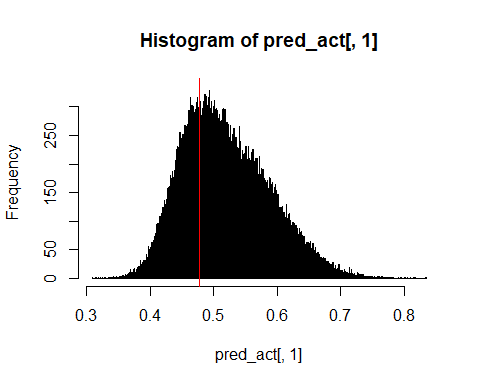 Histogram of pred_act[, 1]
Frequency
250
150
50
0
0.3 0.4 0.5 0.6 0.7 0.8
pred_act[, 1]